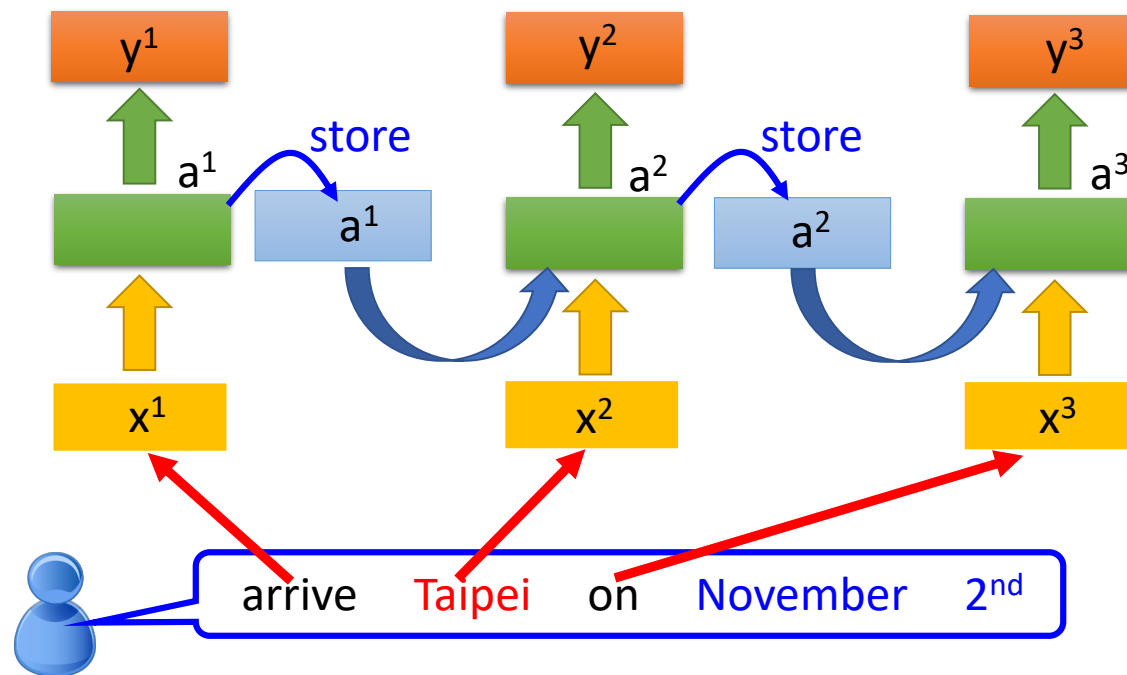 y¹ y² y³
store store
a¹ a² a³
a¹ a²
x¹ x² x³
arrive Taipei on November 2ⁿᵈ